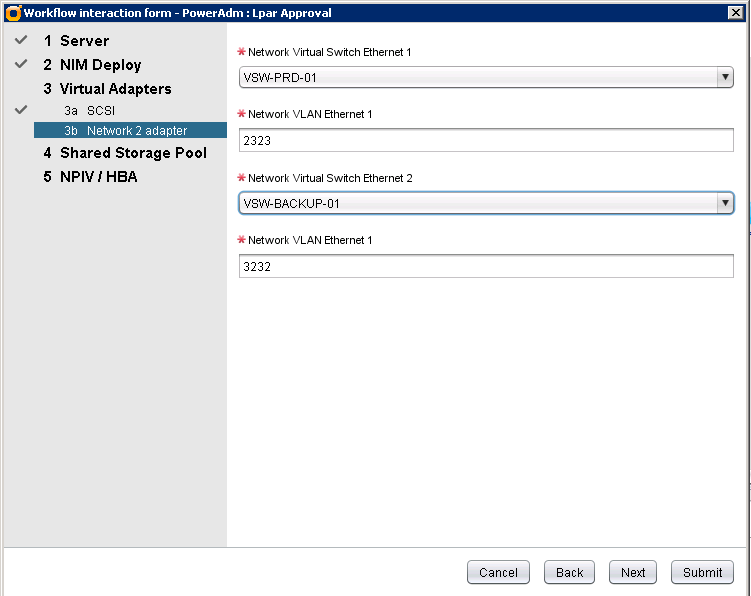 Workflow interaction form - PowerAdm : Lpar Approval
1 Server
2 NIM Deploy
3 Virtual Adapters
3a SCSI
3b Network 2 adapter
4 Shared Storage Pool
5 NPIV / HBA
*Network Virtual Switch Ethernet 1
VSW-PRD-01
*Network VLAN Ethernet 1
2323
*Network Virtual Switch Ethernet 2
VSW-BACKUP-01
*Network VLAN Ethernet 1
3232
Cancel Back Next Submit